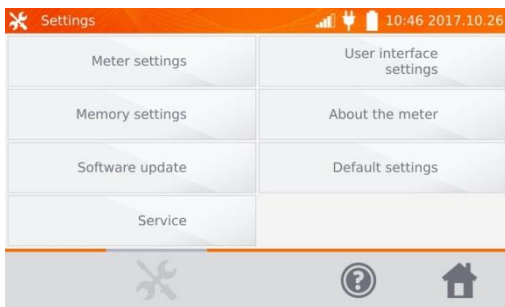 Settings
10:46 2017.10.26
Meter settings
User interface
settings
Memory settings
About the meter
Software update
Default settings
Service
?